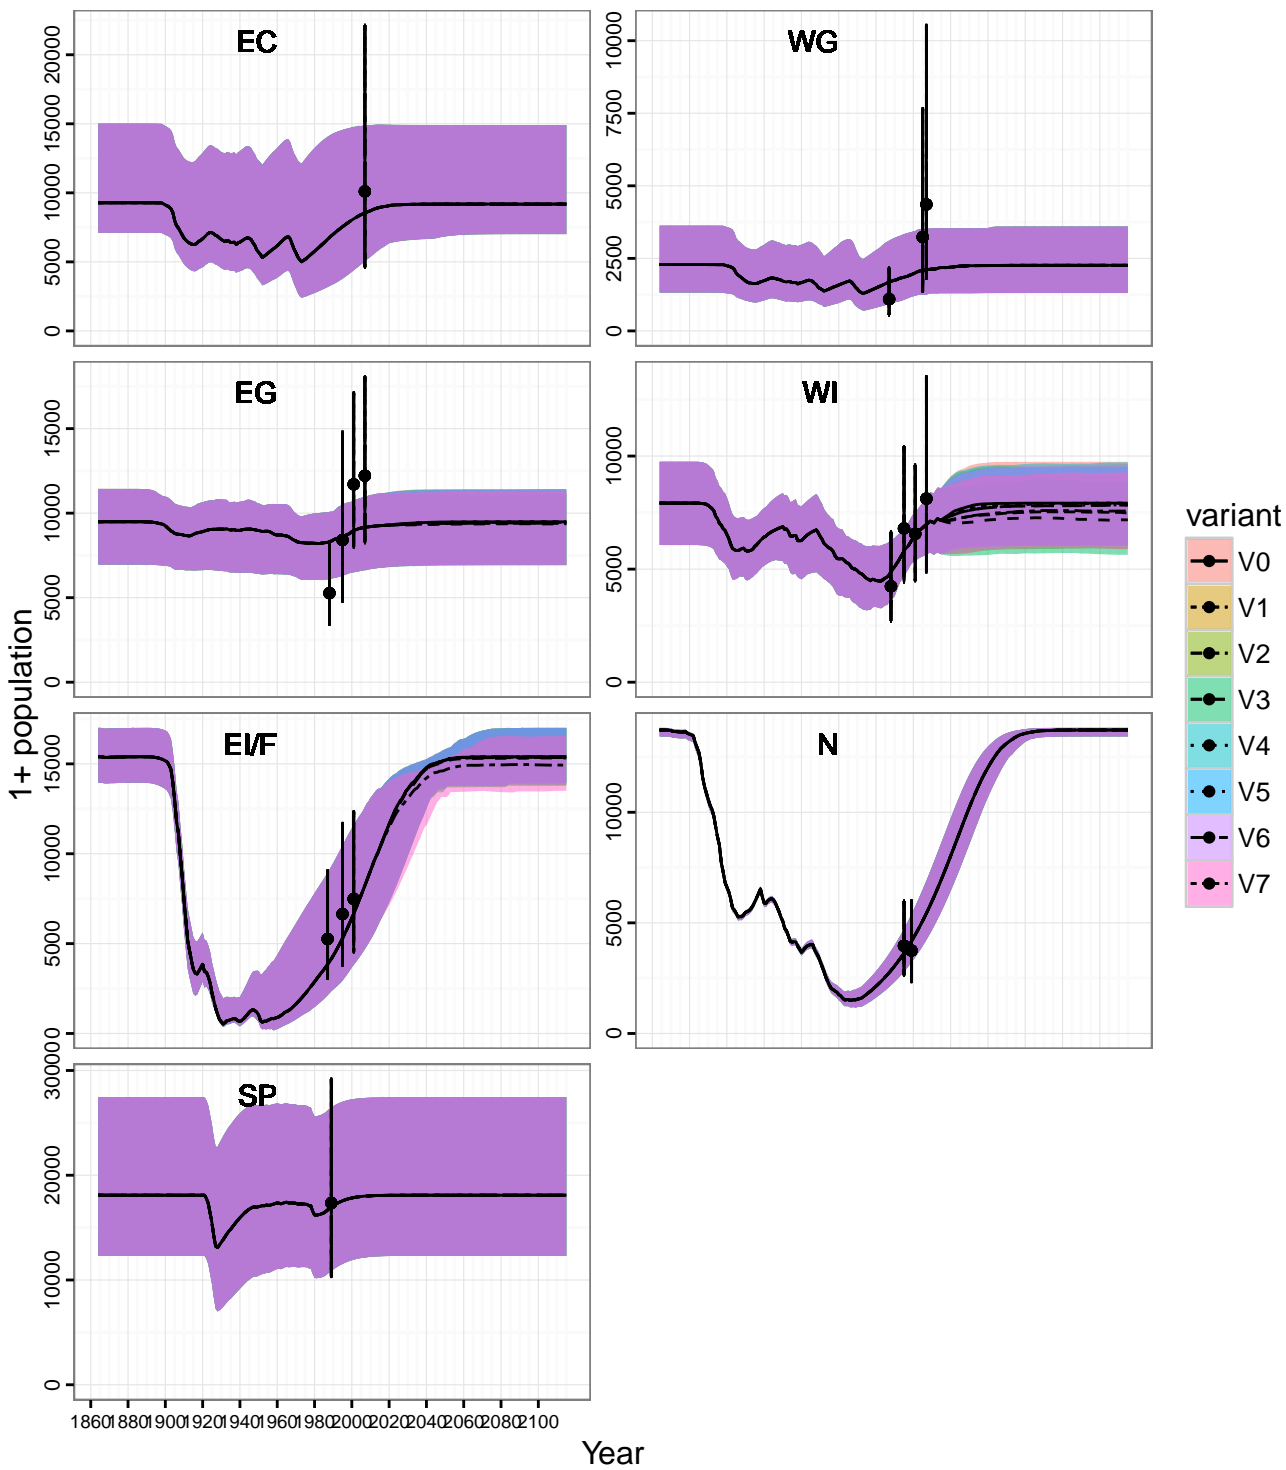 EC
WG
0 5000 10000 15000 20000
0 2500 5000 7500 10000
EG
WI
0 5000 10000 15000
0 5000 10000
EI/F
N
0 5000 10000 15000
0 5000 10000
SP
0 10000 20000 30000
1860 1880 1900 1920 1940 1960 1980 2000 2020 2040 2060 2080 2100
Year
1+ population
variant
V0
V1
V2
V3
V4
V5
V6
V7